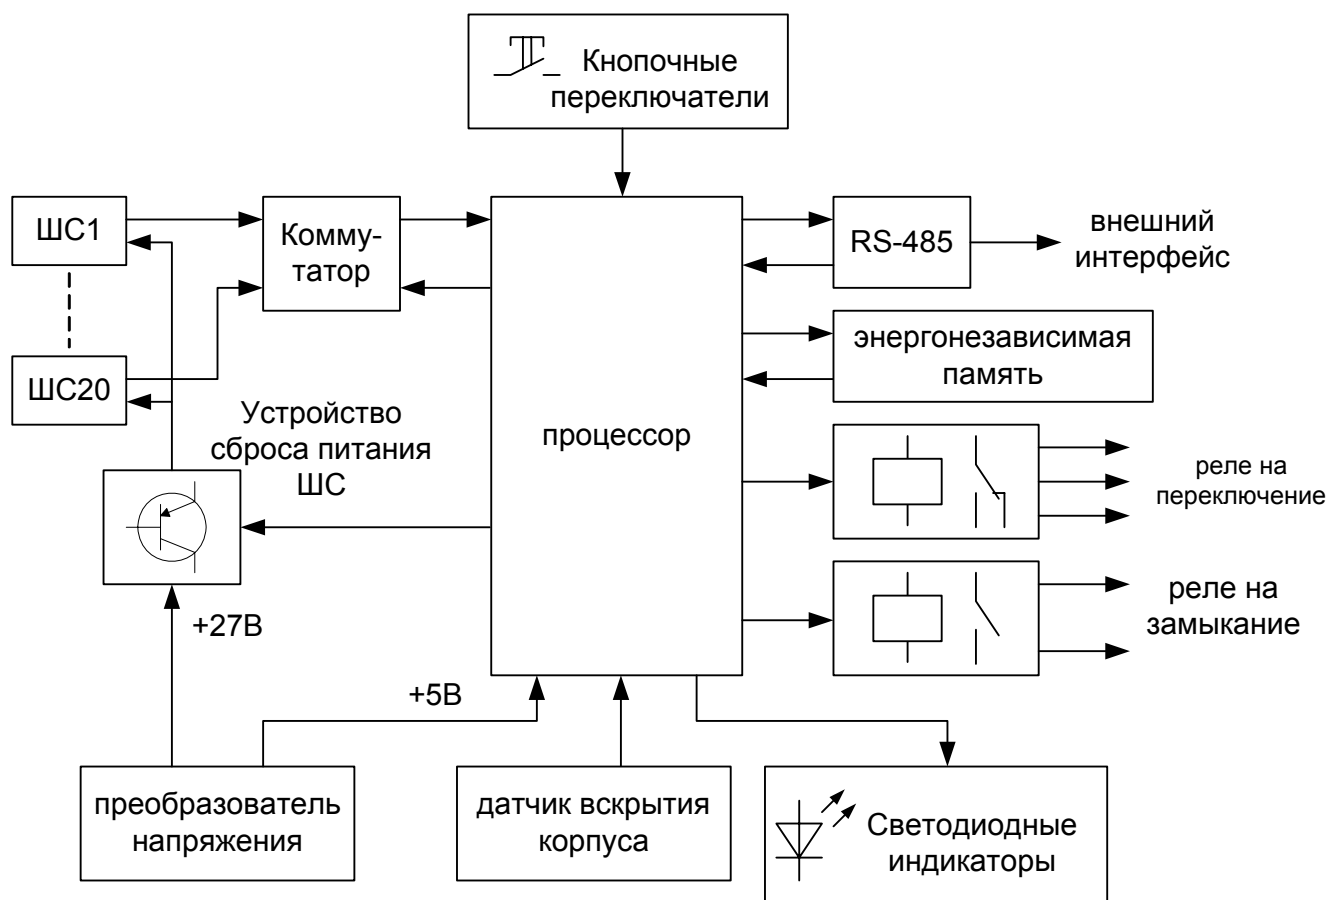 Кнопочные
переключатели
ШС1
Комму-
татор
RS-485
внешний
интерфейс
энергонезависимая
память
ШС20
Устройство
сброса питания
ШС
процессор
реле на
переключение
реле на
замыкание
+27В
+5В
преобразователь
напряжения
датчик вскрытия
корпуса
Светодиодные
индикаторы